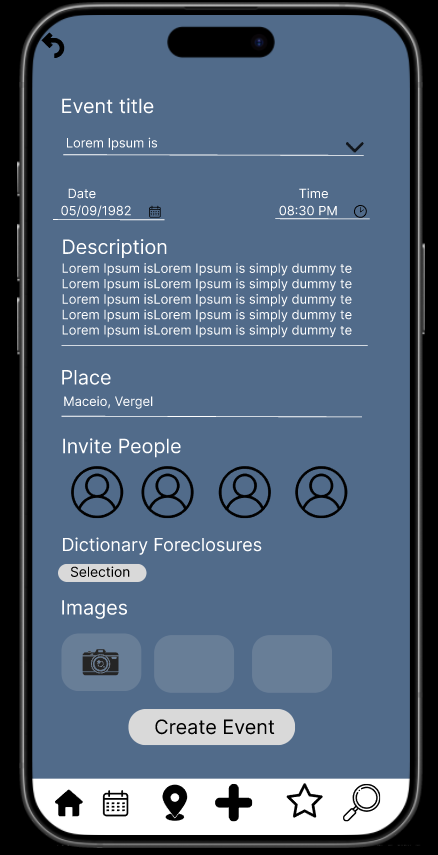 Event title
Lorem Ipsum is
Date
Time
05/09/1982
08:30 PM
Description
Lorem Ipsum isLorem Ipsum is simply dummy te
Lorem Ipsum isLorem Ipsum is simply dummy te
Lorem Ipsum isLorem Ipsum is simply dummy te
Lorem Ipsum isLorem Ipsum is simply dummy te
Lorem Ipsum isLorem Ipsum is simply dummy te
Place
Maceio, Vergel
Invite People
Dictionary Foreclosures
Selection
Images
Create Event